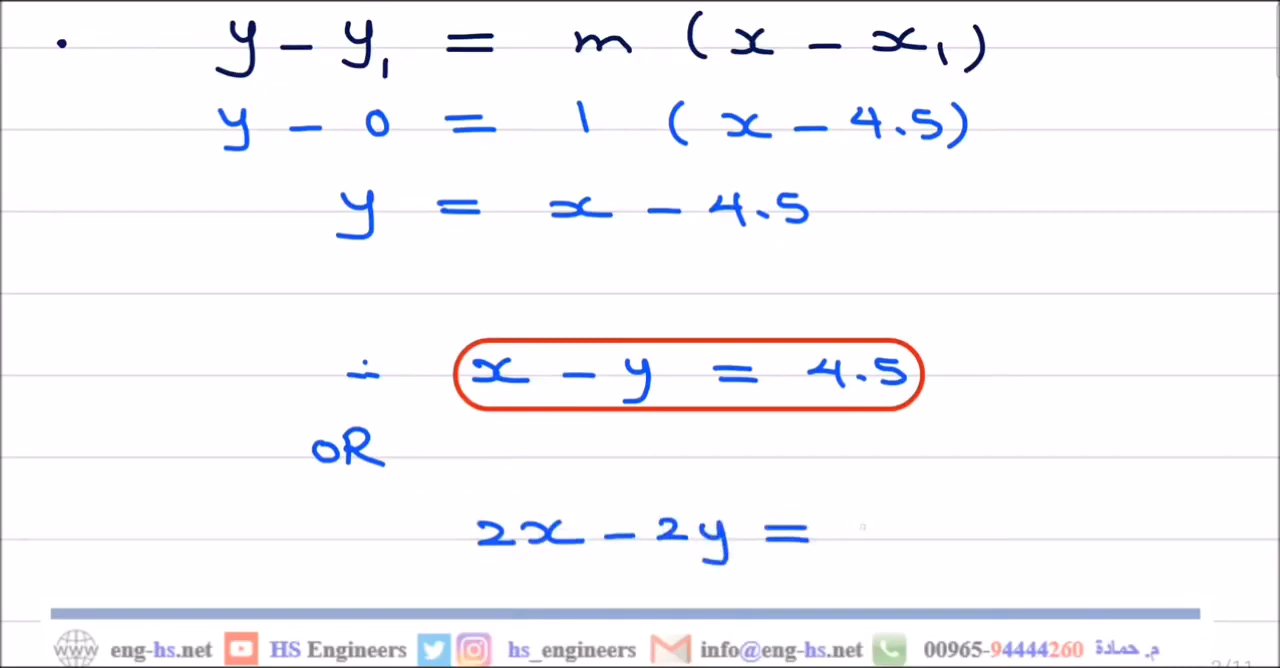 · y - y₁ = m (x - x₁)
y - 0 = 1 (x - 4.5)
y = x - 4.5
∴ x - y = 4.5
OR
2x - 2y =
www eng-hs.net HS Engineers hs_engineers info@eng-hs.net 00965-94444260 م. حمادة